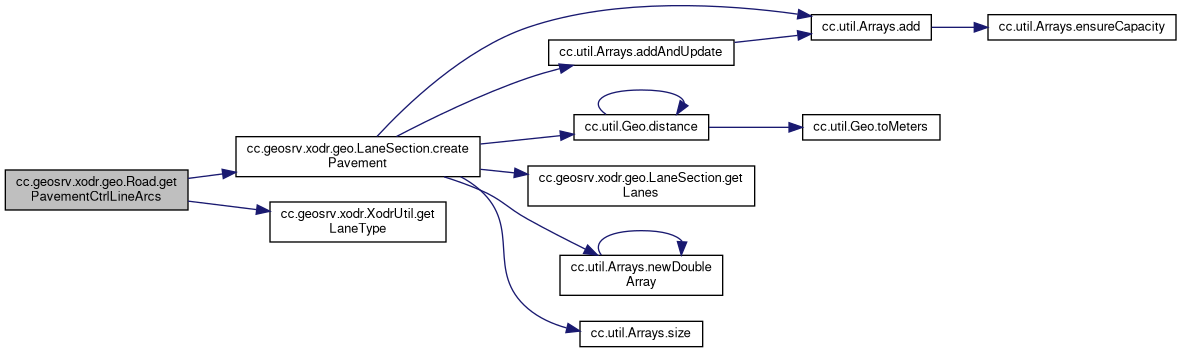 cc.geosrv.xodr.geo.Road.get
PavementCtrlLineArcs
cc.geosrv.xodr.geo.LaneSection.create
Pavement
cc.geosrv.xodr.XodrUtil.get
LaneType
cc.util.Arrays.add
cc.util.Arrays.ensureCapacity
cc.util.Arrays.addAndUpdate
cc.util.Geo.distance
cc.util.Geo.toMeters
cc.geosrv.xodr.geo.LaneSection.get
Lanes
cc.util.Arrays.newDouble
Array
cc.util.Arrays.size